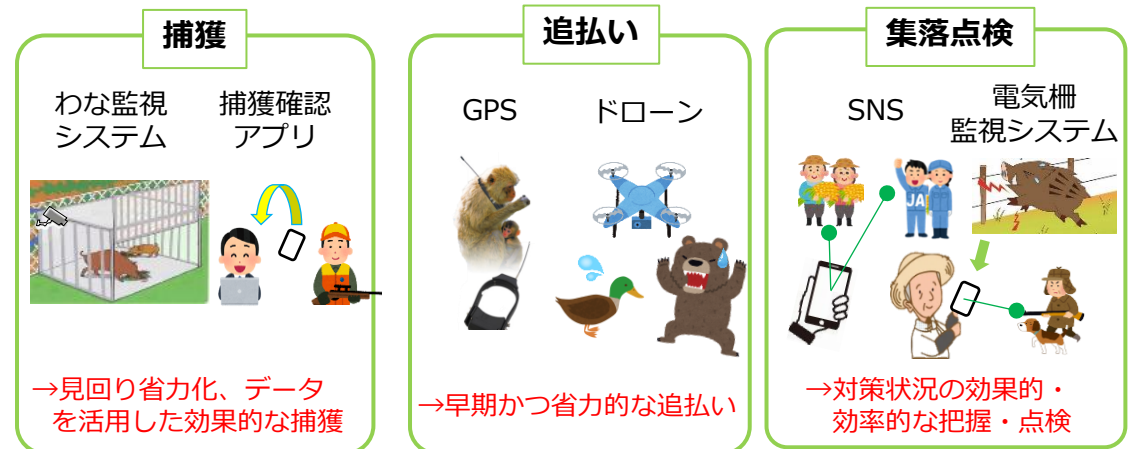 捕獲
わな監視
システム
捕獲確認
アプリ
→見回り省力化、データ
を活用した効果的な捕獲
追払い
GPS
ドローン
→早期かつ省力的な追払い
集落点検
SNS
電気柵
監視システム
JA
→対策状況の効果的・
効率的な把握・点検